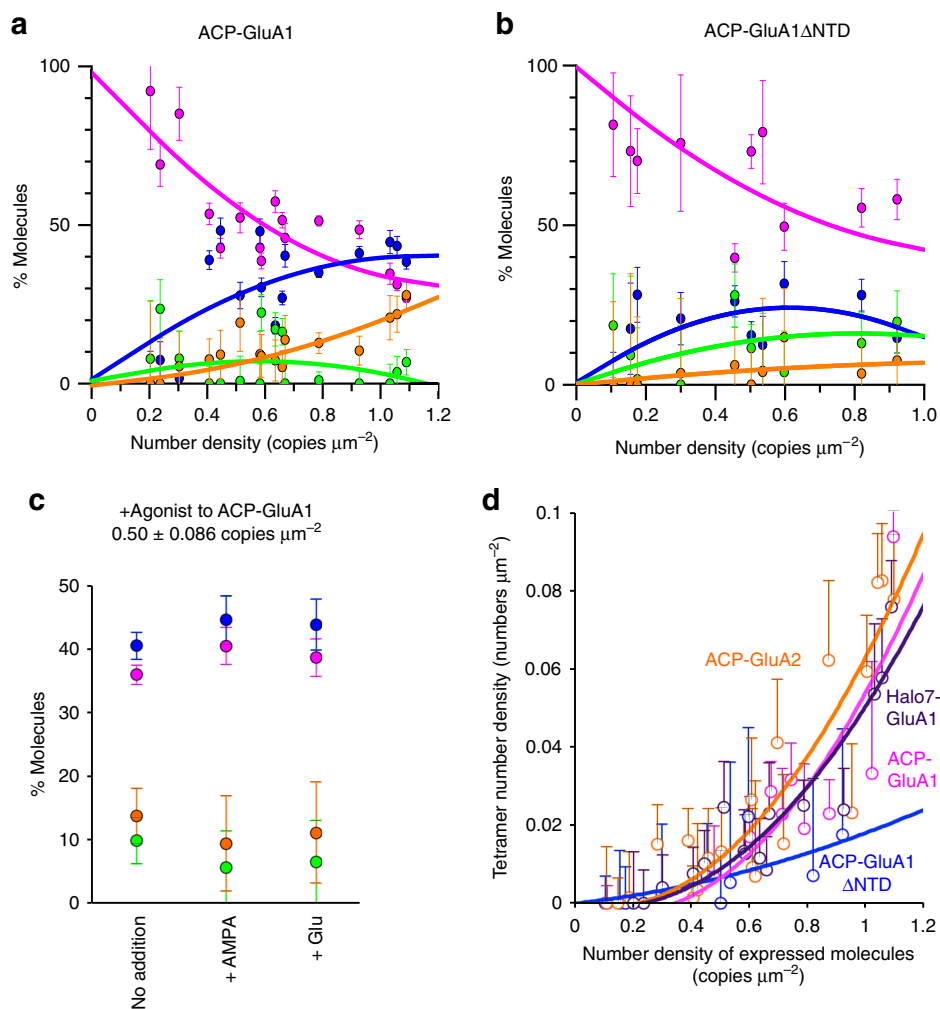 a
ACP-GluA1
% Molecules
100
50
0
0 0.2 0.4 0.6 0.8 1.0 1.2
Number density (copies μm⁻²)
b
ACP-GluA1ΔNTD
% Molecules
100
50
0
0 0.2 0.4 0.6 0.8 1.0
Number density (copies μm⁻²)
c
+Agonist to ACP-GluA1
0.50 ± 0.086 copies μm⁻²
% Molecules
50
40
30
20
10
0
No addition
+ AMPA
+ Glu
d
Tetramer number density (numbers μm⁻²)
0.1
0.08
0.06
0.04
0.02
0
ACP-GluA2
Halo7-
GluA1
ACP-
GluA1
ACP-GluA1
ΔNTD
0 0.2 0.4 0.6 0.8 1 1.2
Number density of expressed molecules
(copies μm⁻²)